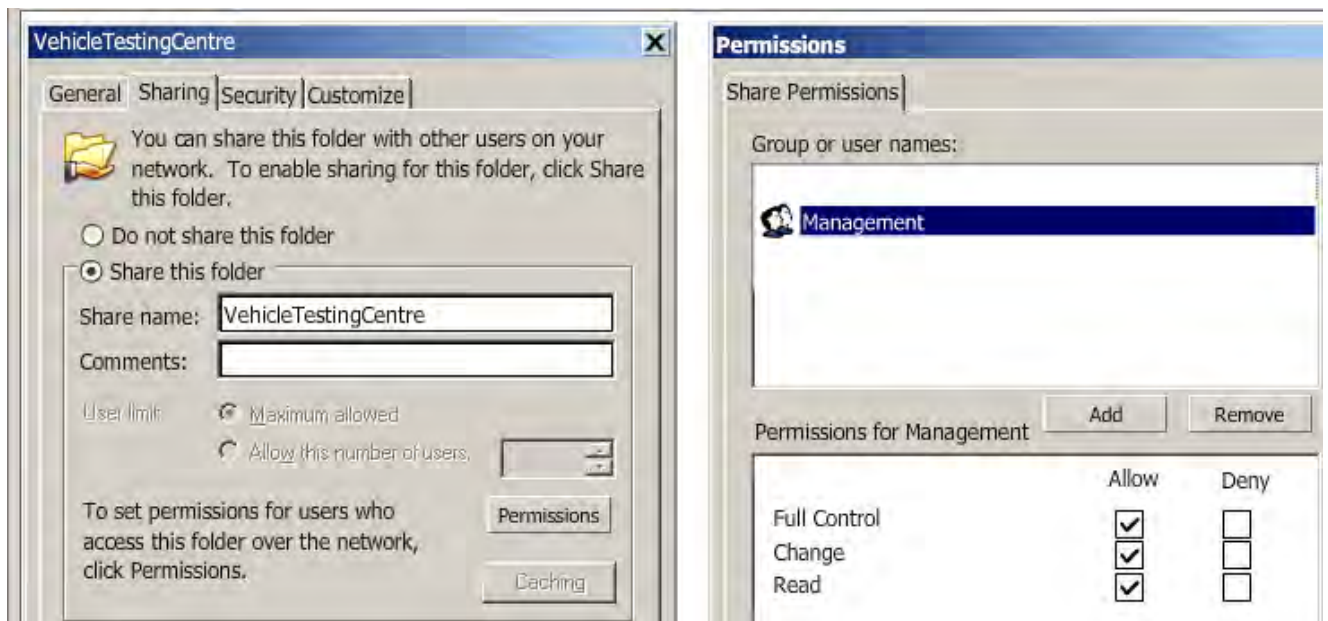 VehicleTestingCentre
General Sharing Security Customize
You can share this folder with other users on your
network. To enable sharing for this folder, click Share
this folder.
Do not share this folder
Share this folder
Share name: VehicleTestingCentre
Comments:
User limit: Maximum allowed
Allow this number of users:
To set permissions for users who
access this folder over the network,
click Permissions.
Permissions
Caching
Permissions
Share Permissions
Group or user names:
Management
Add Remove
Permissions for Management
Allow Deny
Full Control
Change
Read